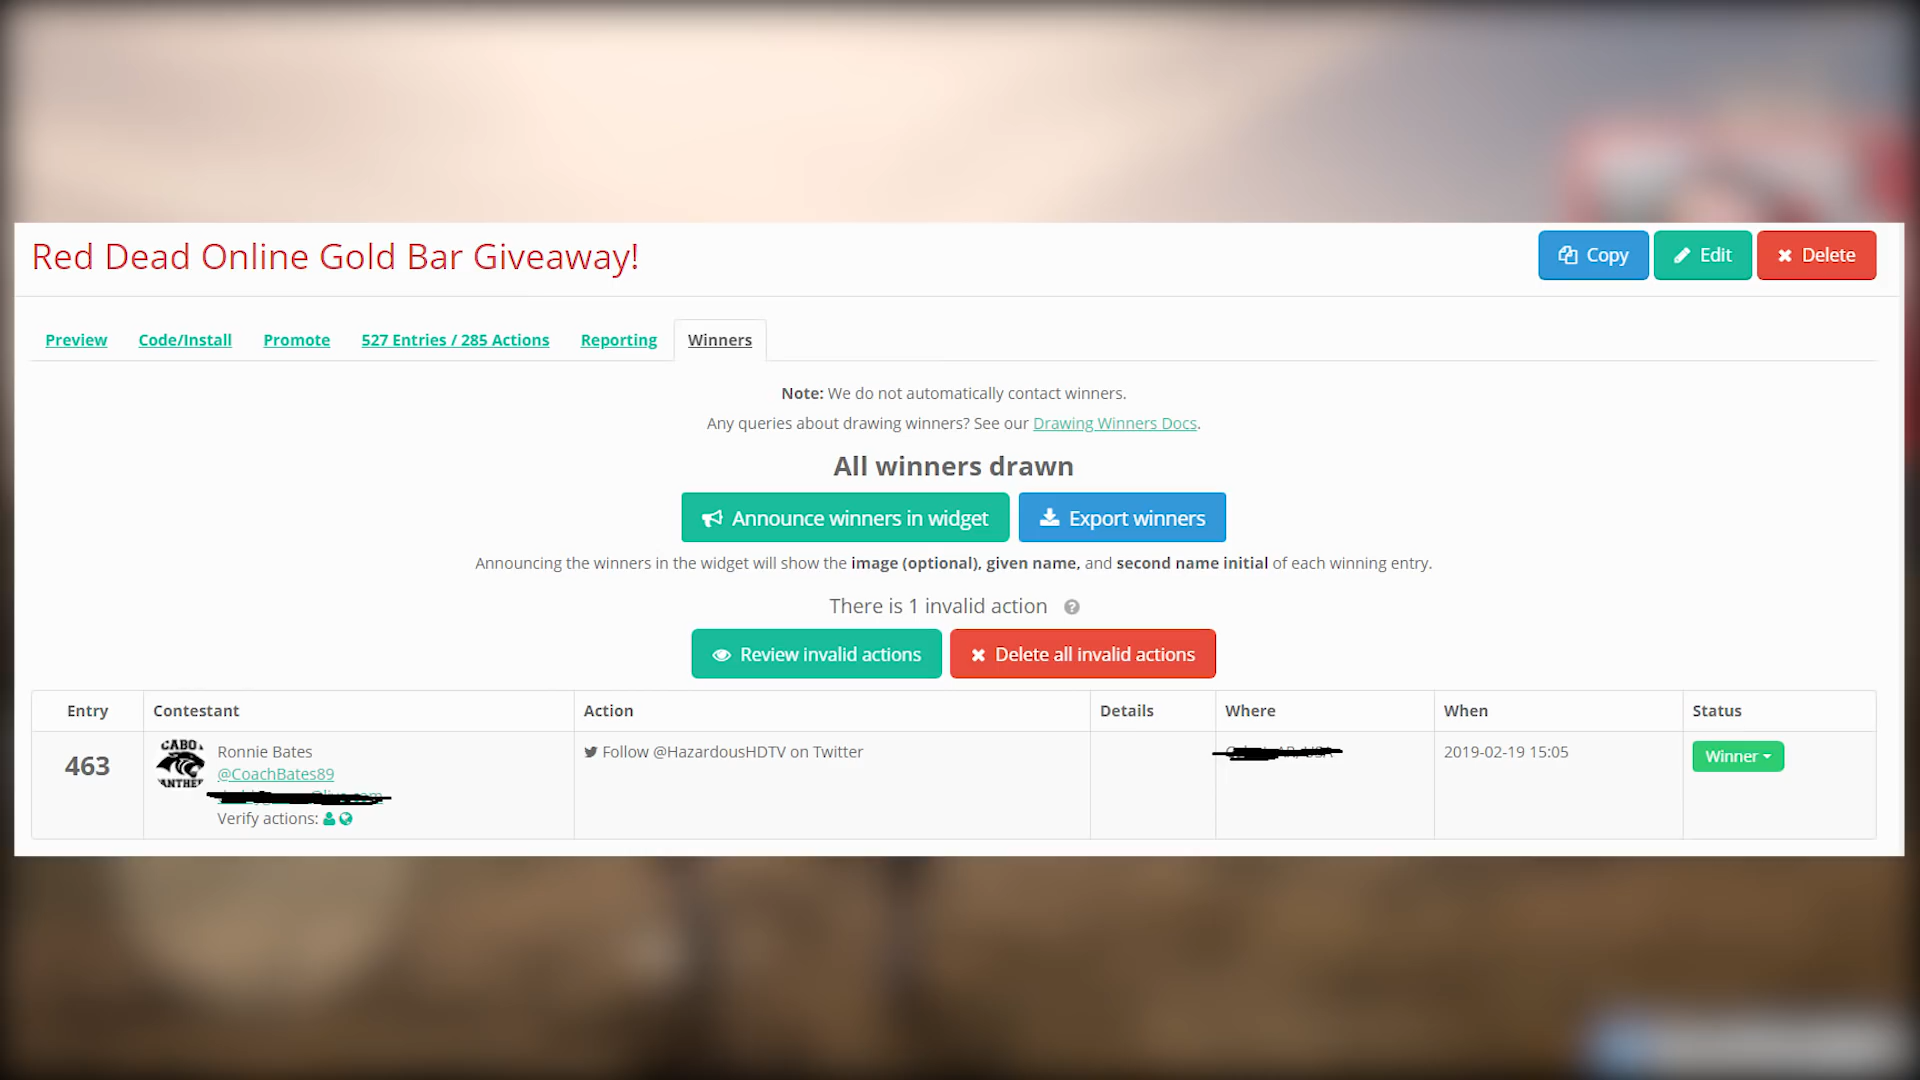 Red Dead Online Gold Bar Giveaway!
Copy
Edit
Delete
Preview
Code/Install
Promote
527 Entries / 285 Actions
Reporting
Winners
Note: We do not automatically contact winners.
Any queries about drawing winners? See our Drawing Winners Docs.
All winners drawn
Announce winners in widget
Export winners
Announcing the winners in the widget will show the image (optional), given name, and second name initial of each winning entry.
There is 1 invalid action ?
Review invalid actions
Delete all invalid actions
Entry
Contestant
Action
Details
Where
When
Status
463
CABO
ANTHE
Ronnie Bates
@CoachBates89
Verify actions:
Follow @HazardousHDTV on Twitter
2019-02-19 15:05
Winner